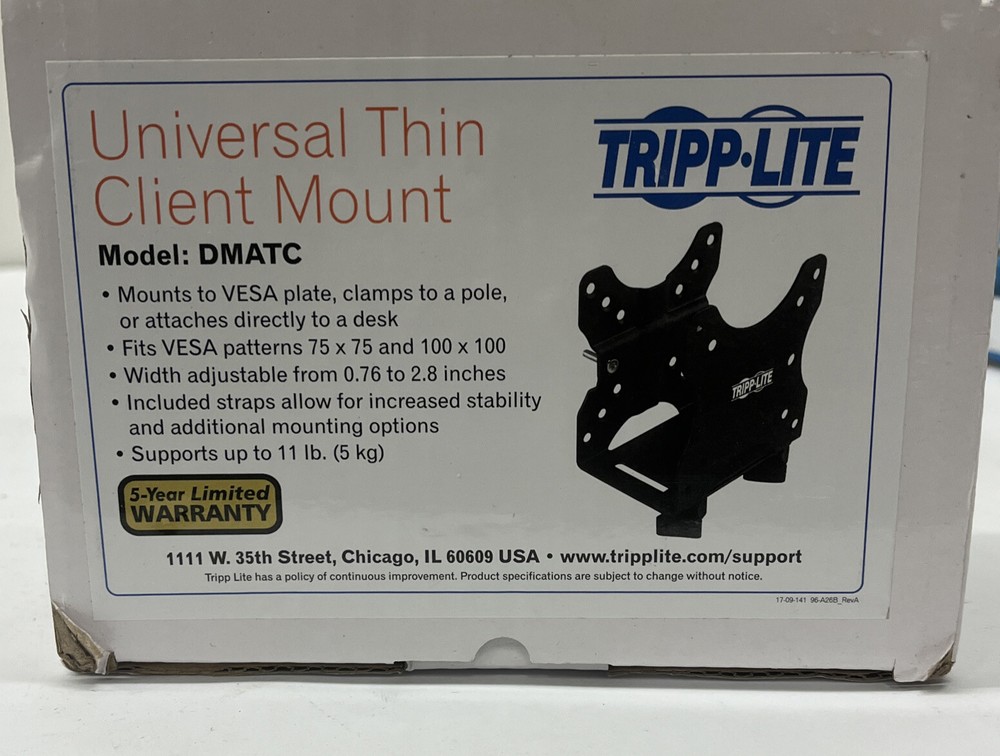 Universal Thin
Client Mount
TRIPP·LITE
Model: DMATC
• Mounts to VESA plate, clamps to a pole,
or attaches directly to a desk
• Fits VESA patterns 75 x 75 and 100 x 100
• Width adjustable from 0.76 to 2.8 inches
• Included straps allow for increased stability
and additional mounting options
• Supports up to 11 lb. (5 kg)
TRIPP·LITE
5-Year Limited
WARRANTY
1111 W. 35th Street, Chicago, IL 60609 USA • www.tripplite.com/support
Tripp Lite has a policy of continuous improvement. Product specifications are subject to change without notice.
17-09-141 96-A26B_RevA